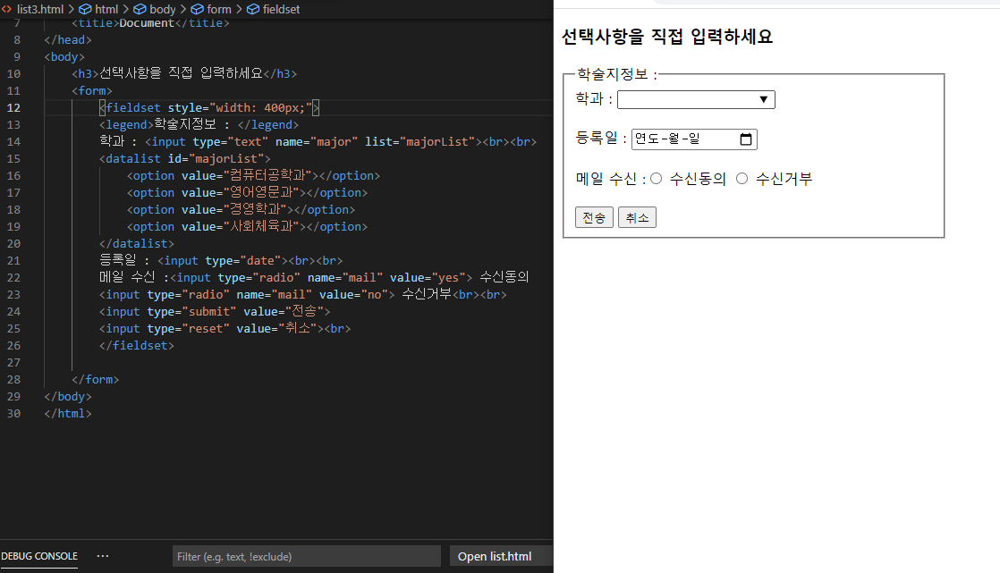 list3.html > html > body > form > fieldset
7 <title>Document</title>
8 </head>
9 <body>
10 <h3>선택사항을 직접 입력하세요</h3>
11 <form>
12 <fieldset style="width: 400px;">
13 <legend>학술지정보 : </legend>
14 학과 : <input type="text" name="major" list="majorList"><br><br>
15 <datalist id="majorList">
16 <option value="컴퓨터공학과"></option>
17 <option value="영어영문과"></option>
18 <option value="경영학과"></option>
19 <option value="사회체육과"></option>
20 </datalist>
21 등록일 : <input type="date"><br><br>
22 메일 수신 :<input type="radio" name="mail" value="yes"> 수신동의
23 <input type="radio" name="mail" value="no"> 수신거부<br><br>
24 <input type="submit" value="전송">
25 <input type="reset" value="취소"><br>
26 </fieldset>
27
28 </form>
29 </body>
30 </html>
DEBUG CONSOLE ··· Filter (e.g. text, !exclude) Open list.html
선택사항을 직접 입력하세요
학술지정보 :
학과 :
등록일 : 연도-월-일
메일 수신 : 수신동의 수신거부
전송 취소